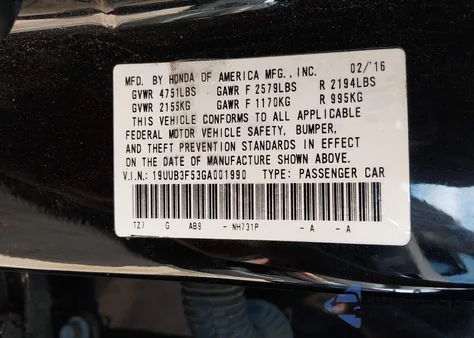 MFD. BY HONDA OF AMERICA MFG., INC. 02/'16
GVWR 4751LBS GAWR F 2579LBS R 2194LBS
GVWR 2155KG GAWR F 1170KG R 995KG
THIS VEHICLE CONFORMS TO ALL APPLICABLE
FEDERAL MOTOR VEHICLE SAFETY, BUMPER,
AND THEFT PREVENTION STANDARDS IN EFFECT
ON THE DATE OF MANUFACTURE SHOWN ABOVE.
V.I.N.: 19UUB3F53GA001990 TYPE: PASSENGER CAR
TZ7 G AB9 - NH731P - A - A